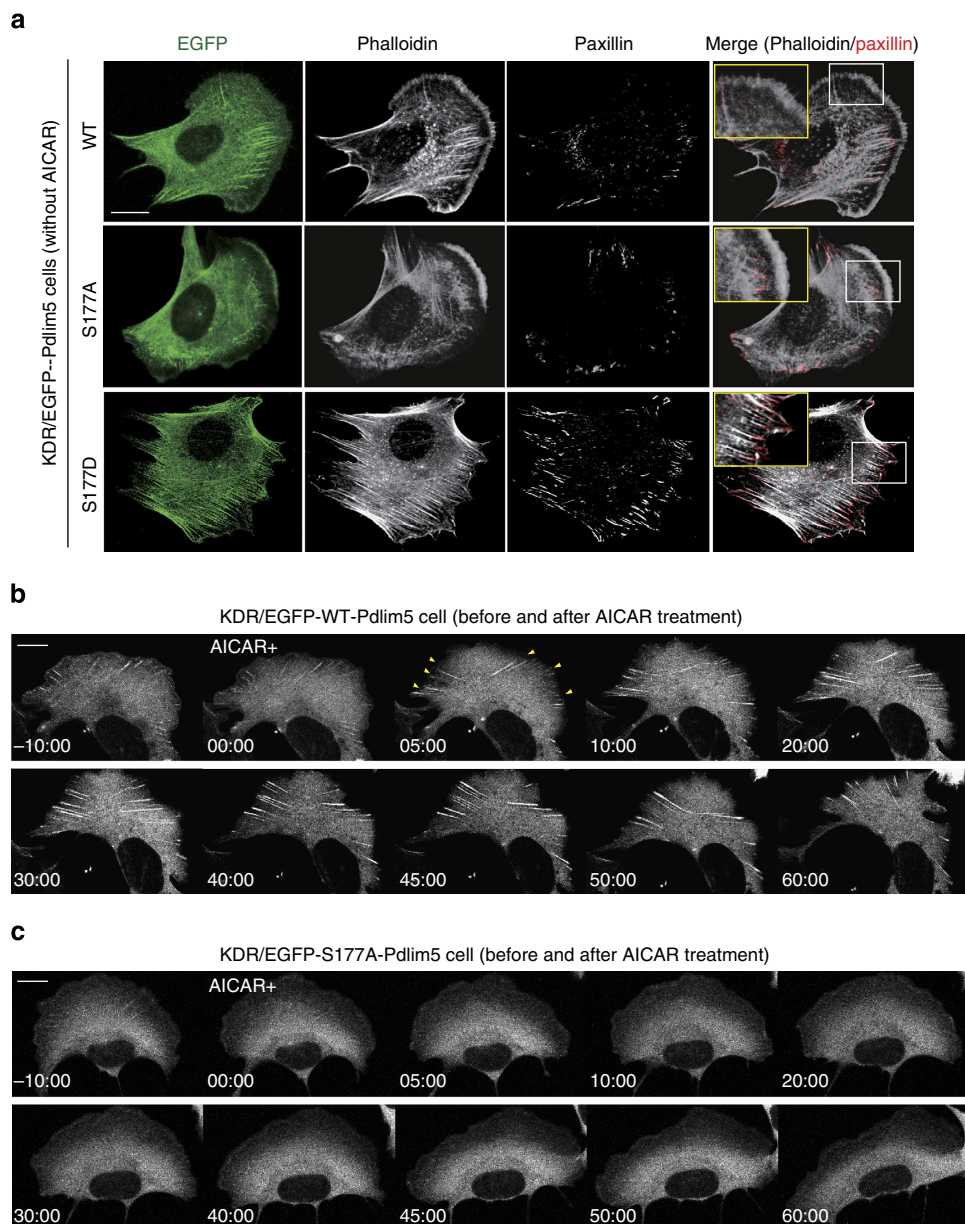 a
EGFP
Phalloidin
Paxillin
Merge (Phalloidin/paxillin)
KDR/EGFP--Pdlim5 cells (without AICAR)
WT
S177A
S177D
b
KDR/EGFP-WT-Pdlim5 cell (before and after AICAR treatment)
AICAR+
–10:00
00:00
05:00
10:00
20:00
30:00
40:00
45:00
50:00
60:00
c
KDR/EGFP-S177A-Pdlim5 cell (before and after AICAR treatment)
AICAR+
–10:00
00:00
05:00
10:00
20:00
30:00
40:00
45:00
50:00
60:00